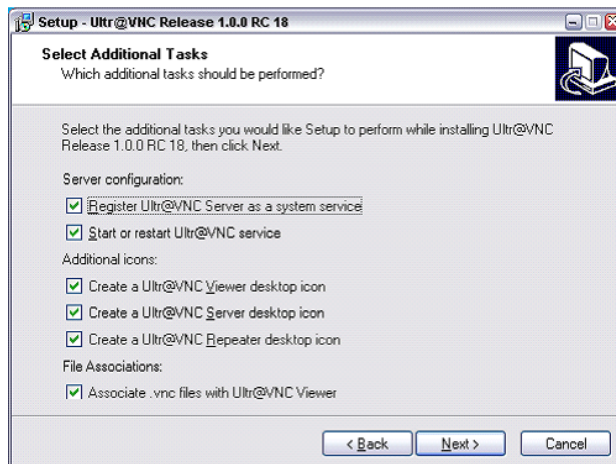 Setup - Ultr@VNC Release 1.0.0 RC 18
Select Additional Tasks
Which additional tasks should be performed?
Select the additional tasks you would like Setup to perform while installing Ultr@VNC
Release 1.0.0 RC 18, then click Next.
Server configuration:
Register Ultr@VNC Server as a system service
Start or restart Ultr@VNC service
Additional icons:
Create a Ultr@VNC Viewer desktop icon
Create a Ultr@VNC Server desktop icon
Create a Ultr@VNC Repeater desktop icon
File Associations:
Associate .vnc files with Ultr@VNC Viewer
< Back Next > Cancel